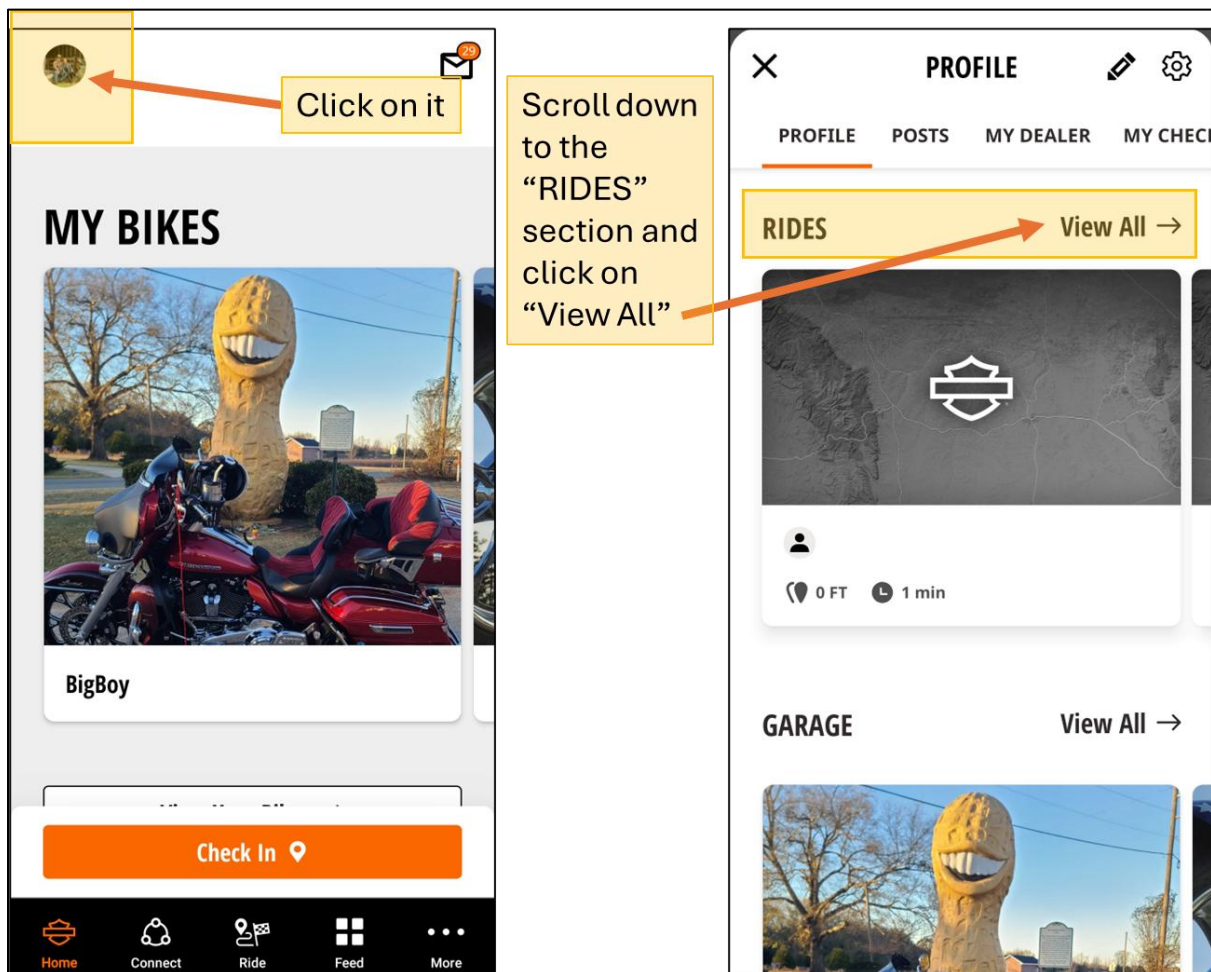 29
Click on it
MY BIKES
BigBoy
Check In
Home
Connect
Ride
Feed
More
Scroll down
to the
“RIDES”
section and
click on
“View All”
PROFILE
PROFILE POSTS MY DEALER MY CHECK
RIDES View All →
0 FT 1 min
GARAGE View All →